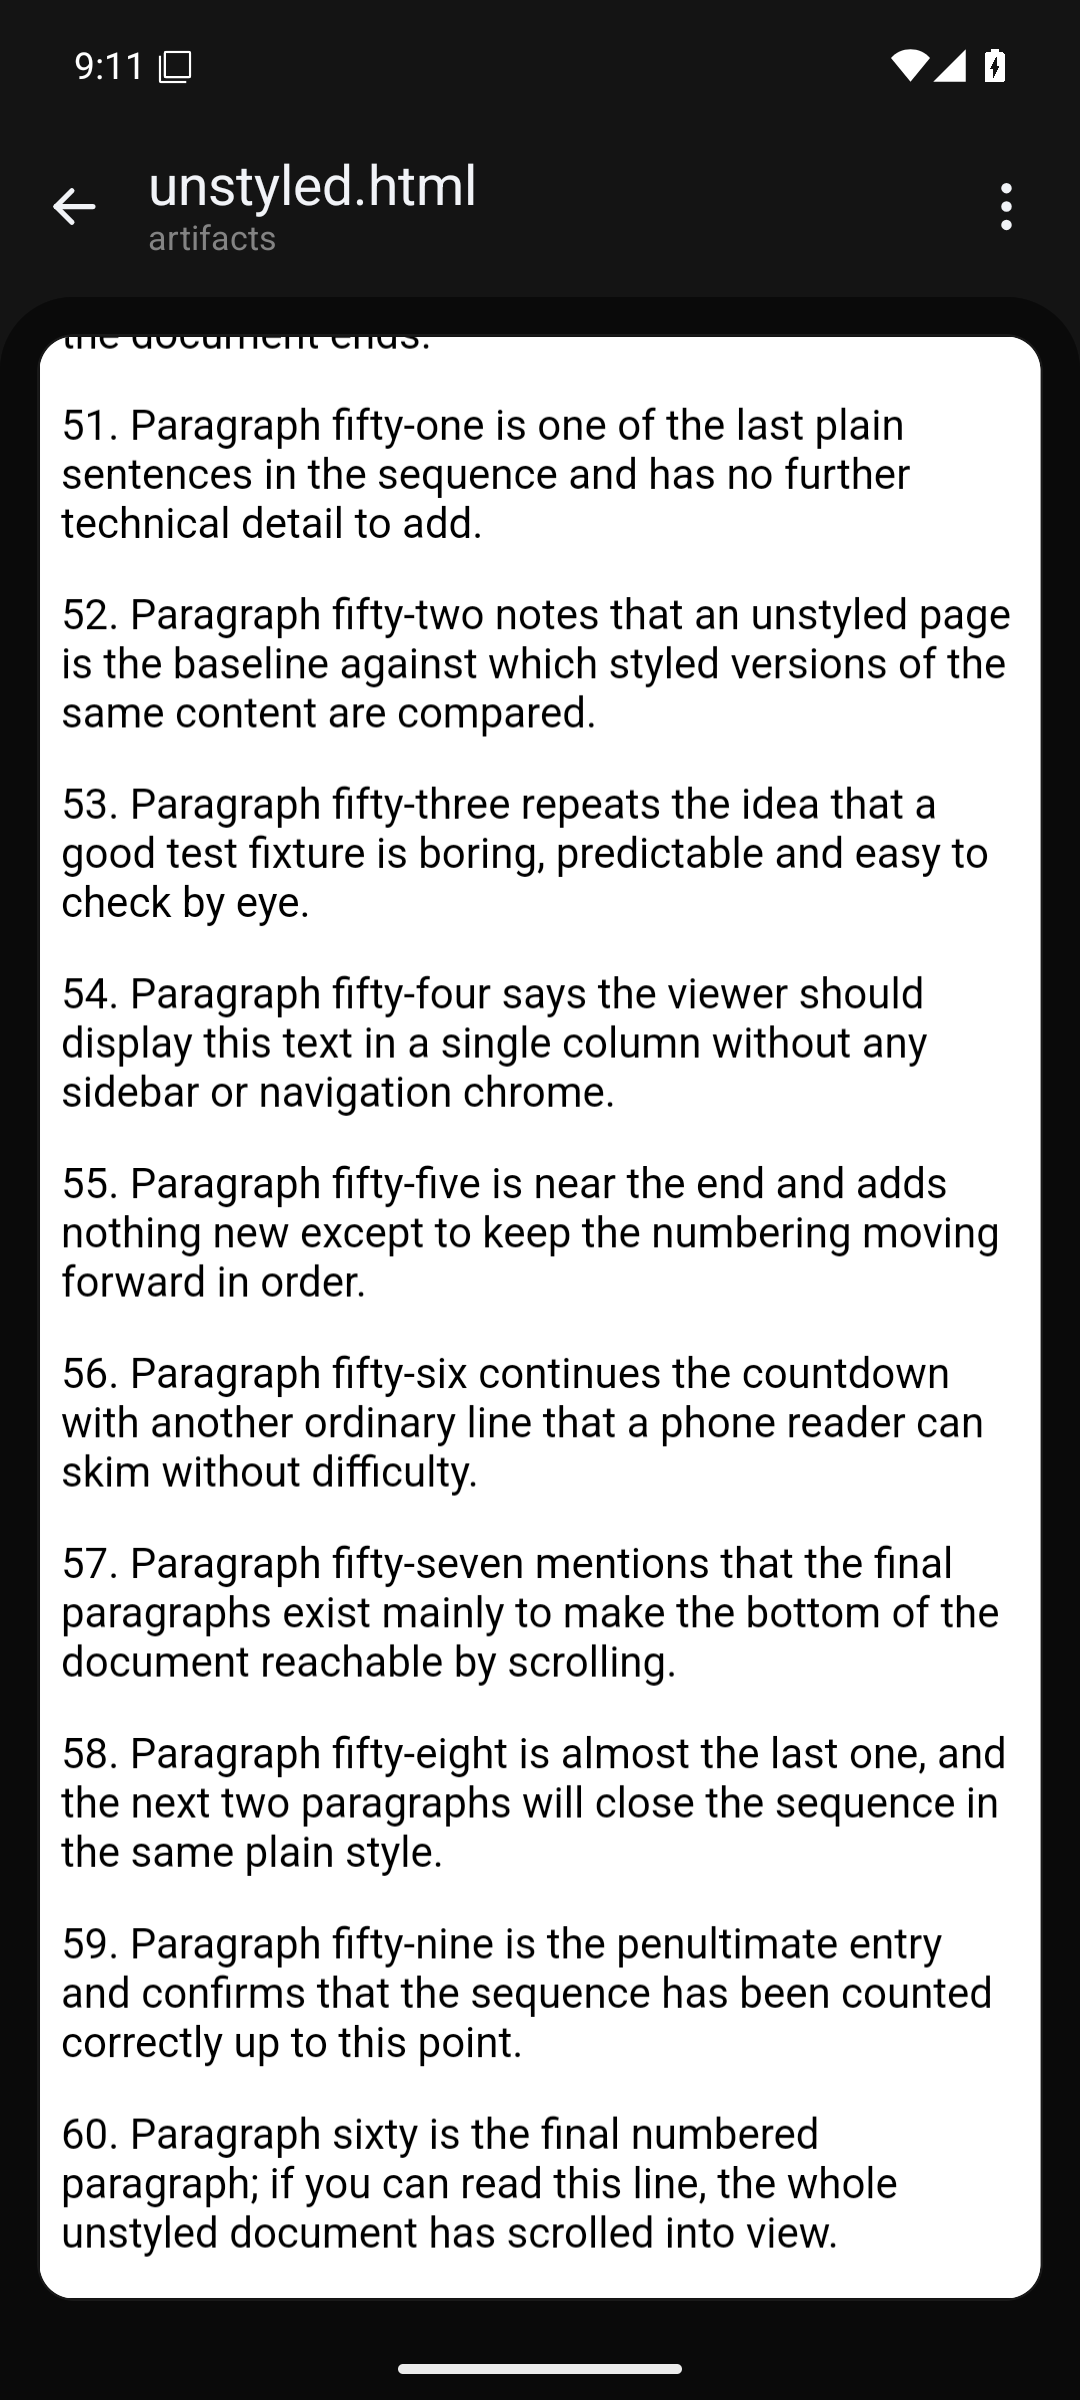 9:11
unstyled.html
artifacts
the document ends.
51. Paragraph fifty-one is one of the last plain
sentences in the sequence and has no further
technical detail to add.
52. Paragraph fifty-two notes that an unstyled page
is the baseline against which styled versions of the
same content are compared.
53. Paragraph fifty-three repeats the idea that a
good test fixture is boring, predictable and easy to
check by eye.
54. Paragraph fifty-four says the viewer should
display this text in a single column without any
sidebar or navigation chrome.
55. Paragraph fifty-five is near the end and adds
nothing new except to keep the numbering moving
forward in order.
56. Paragraph fifty-six continues the countdown
with another ordinary line that a phone reader can
skim without difficulty.
57. Paragraph fifty-seven mentions that the final
paragraphs exist mainly to make the bottom of the
document reachable by scrolling.
58. Paragraph fifty-eight is almost the last one, and
the next two paragraphs will close the sequence in
the same plain style.
59. Paragraph fifty-nine is the penultimate entry
and confirms that the sequence has been counted
correctly up to this point.
60. Paragraph sixty is the final numbered
paragraph; if you can read this line, the whole
unstyled document has scrolled into view.